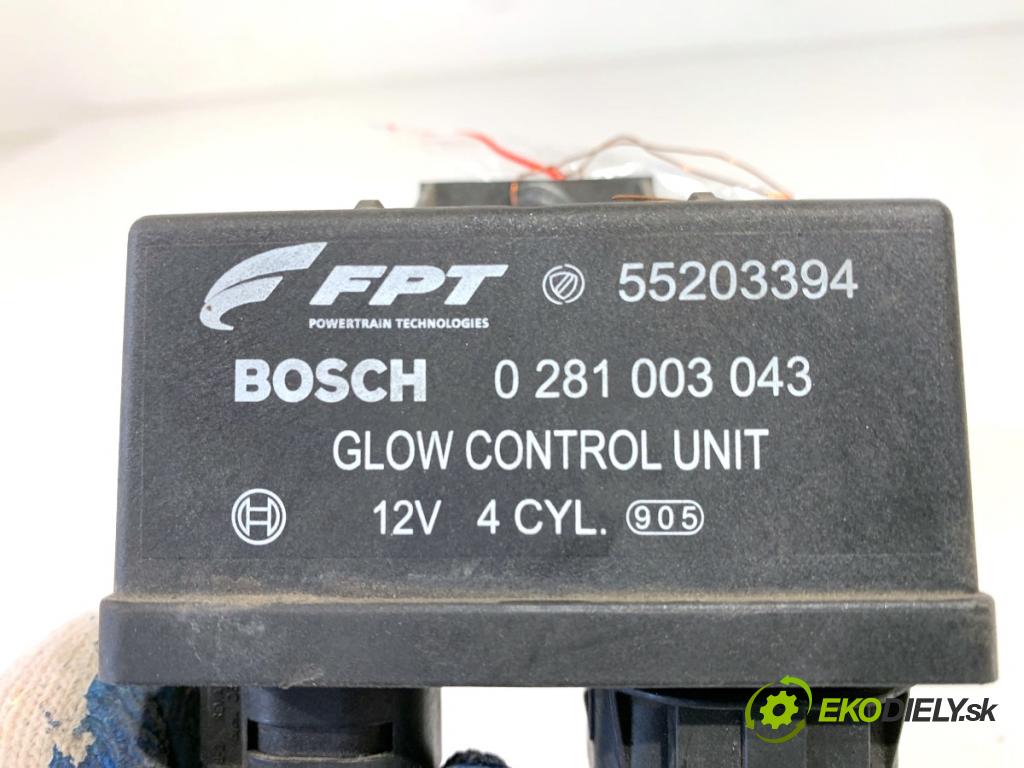 FPT 55203394
POWERTRAIN TECHNOLOGIES
BOSCH 0 281 003 043
GLOW CONTROL UNIT
12V 4 CYL. 905
EKODIELY.sk